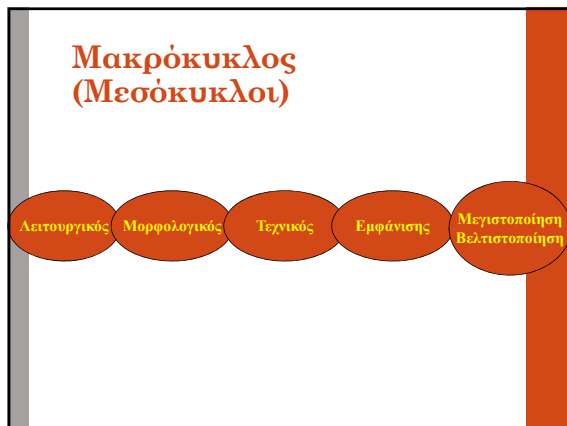 Μακρόκυκλος
(Μεσόκυκλοι)
Λειτουργικός
Μορφολογικός
Τεχνικός
Εμφάνισης
Μεγιστοποίηση
Βελτιστοποίηση